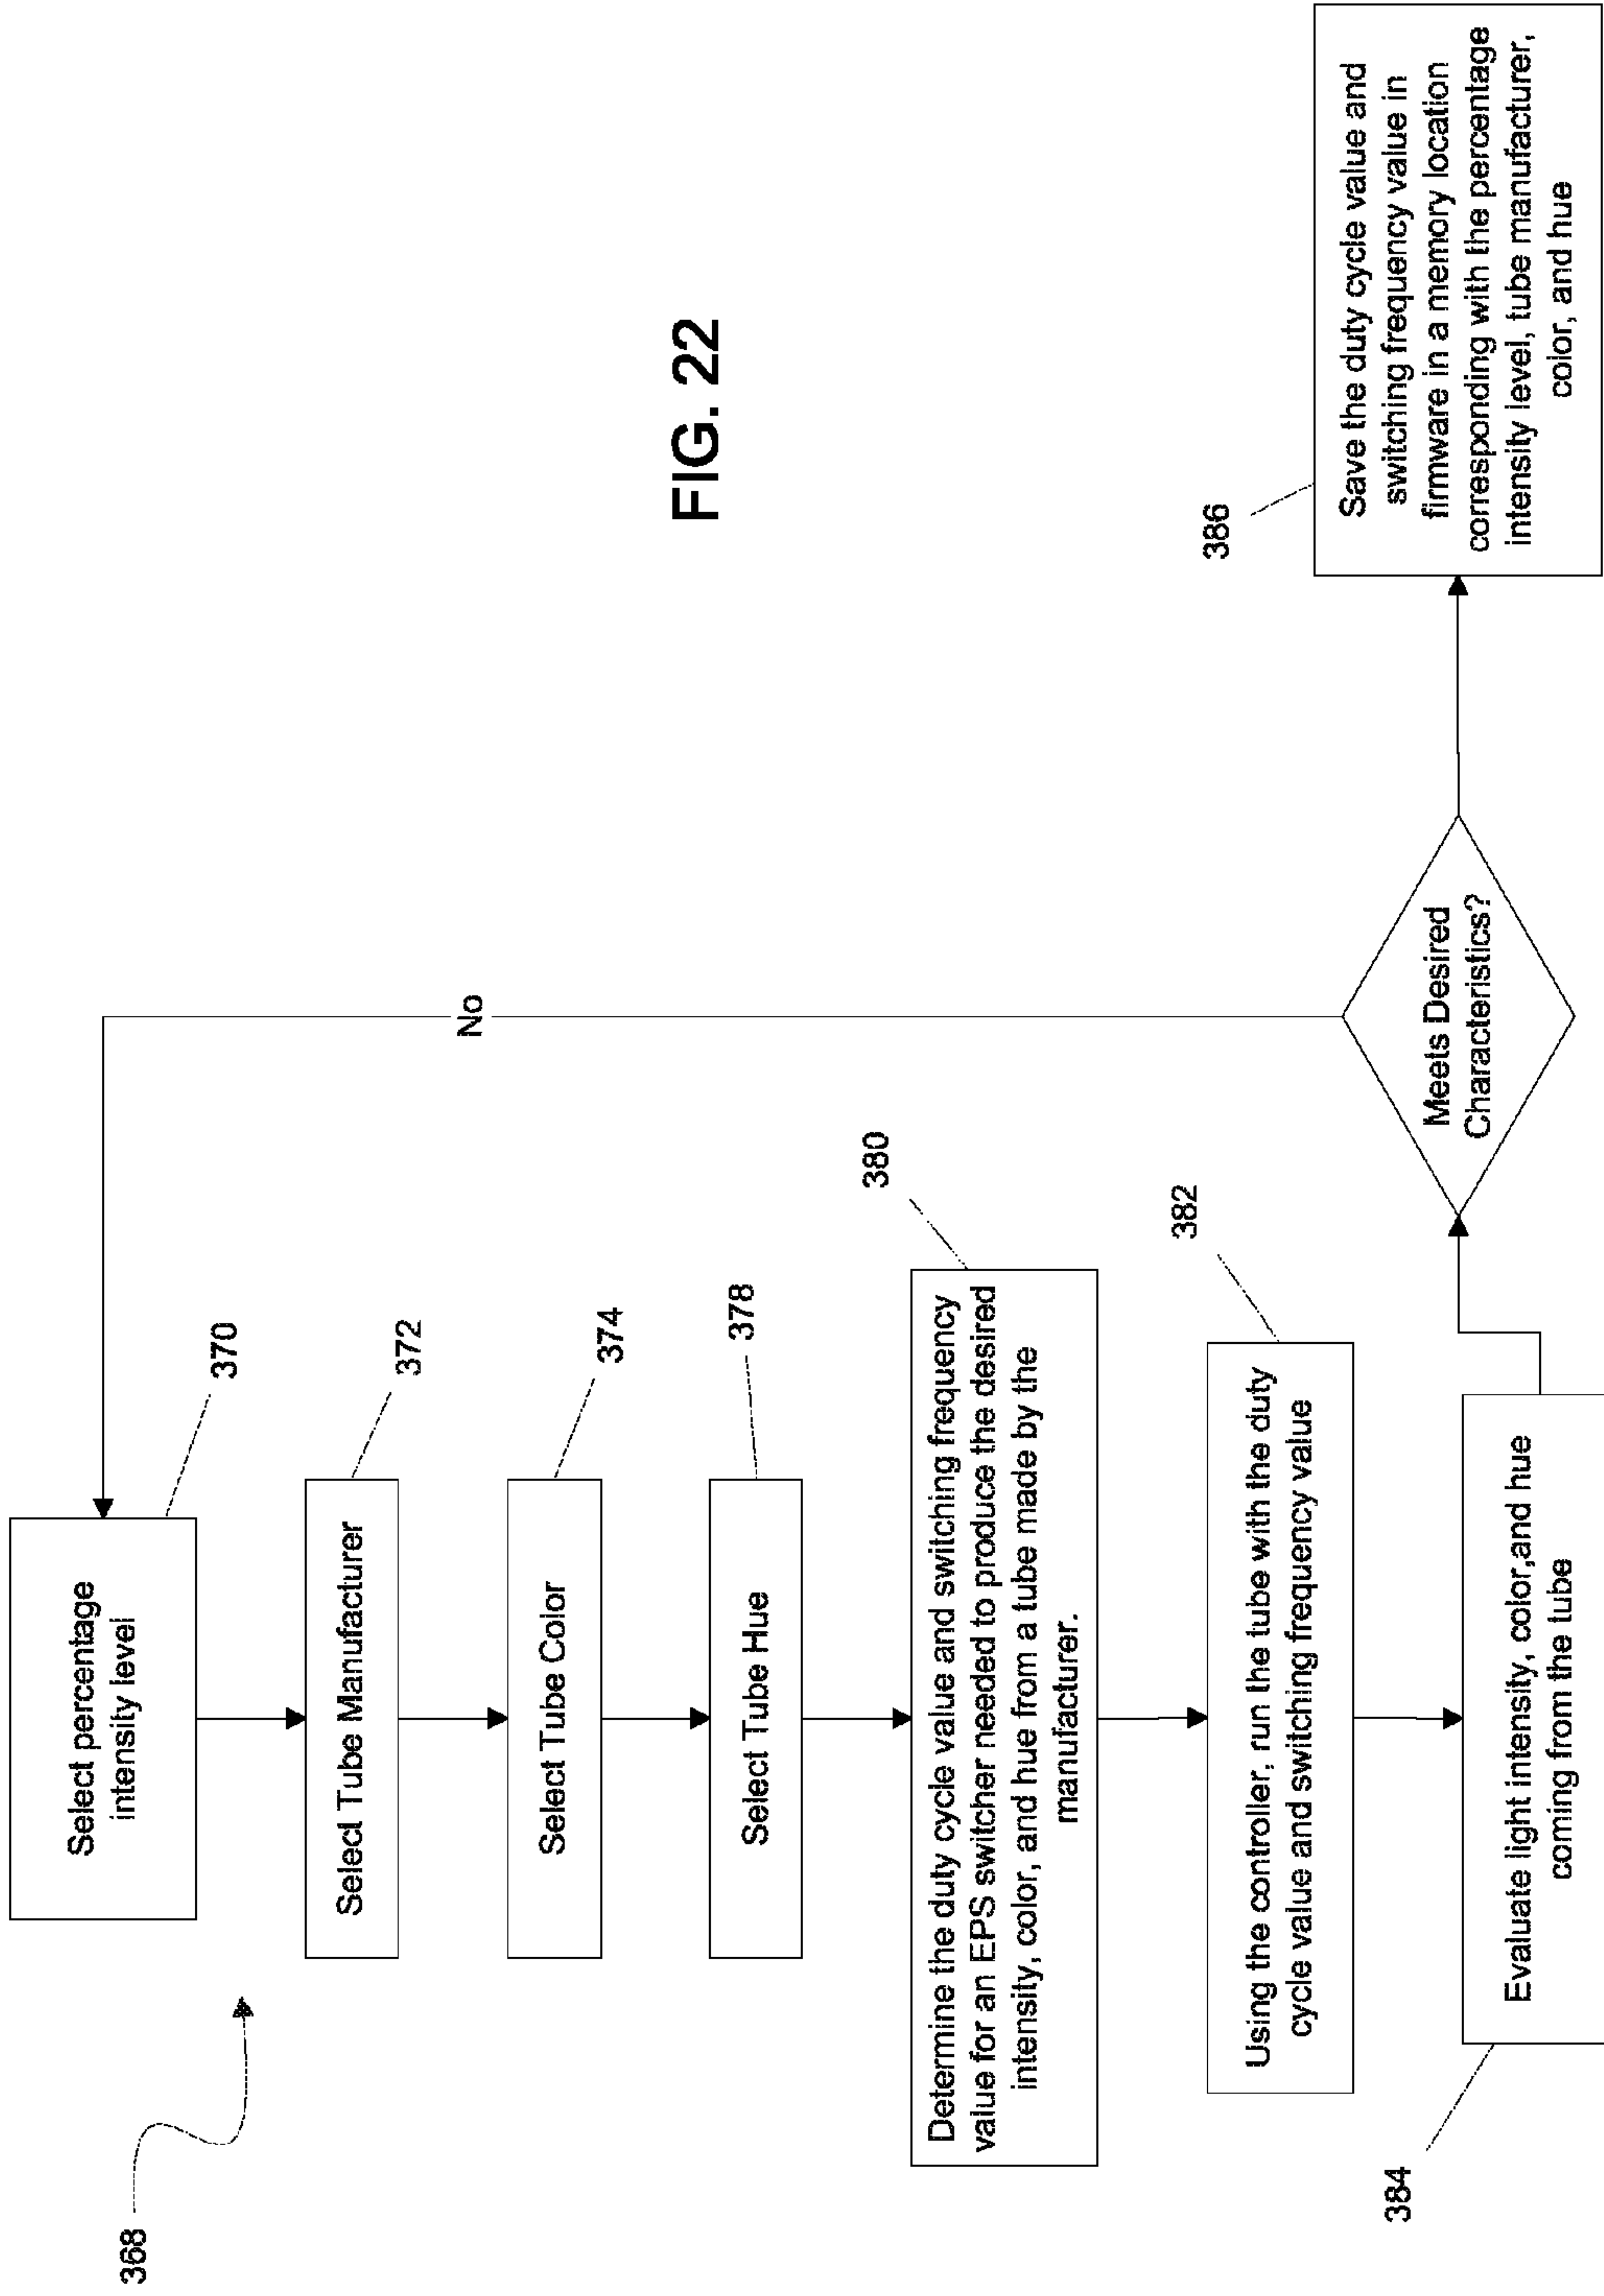 368
Select percentage
intensity level
370
Select Tube Manufacturer
372
Select Tube Color
374
Select Tube Hue
378
Determine the duty cycle value and switching frequency
value for an EPS switcher needed to produce the desired
intensity, color, and hue from a tube made by the
manufacturer.
380
Using the controller, run the tube with the duty
cycle value and switching frequency value
382
Evaluate light intensity, color,and hue
coming from the tube
384
Meets Desired
Characteristics?
No
Save the duty cycle value and
switching frequency value in
firmware in a memory location
corresponding with the percentage
intensity level, tube manufacturer,
color, and hue
386
FIG. 22